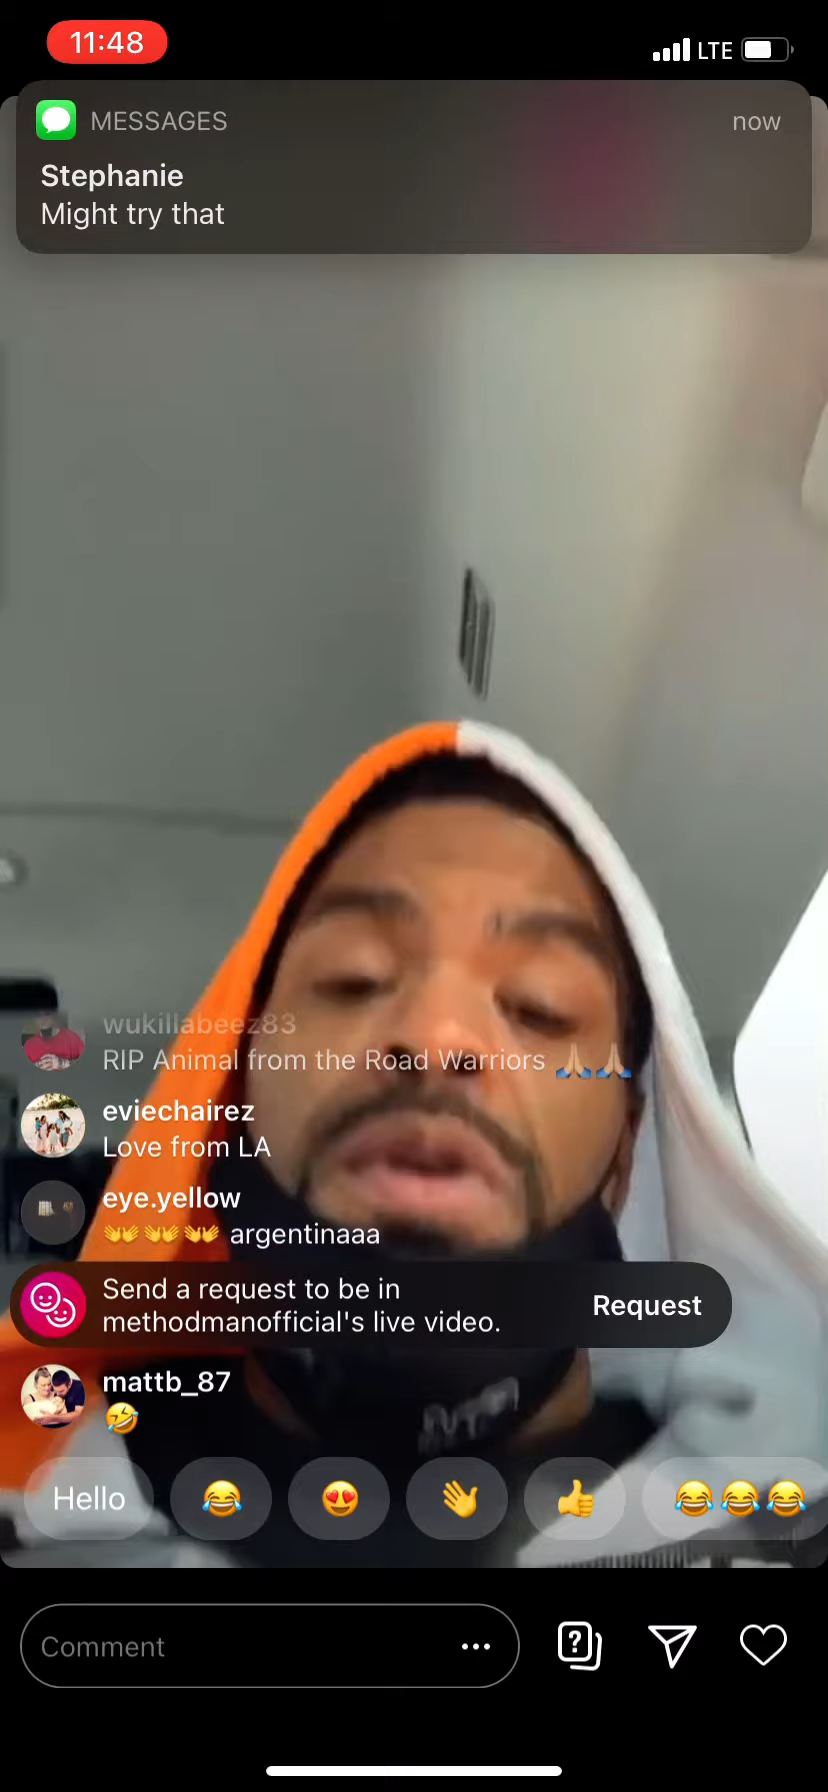 11:48
LTE
MESSAGES
now
Stephanie
Might try that
wukillabeez83
RIP Animal from the Road Warriors 🙏🏼🙏🏼
eviechairez
Love from LA
eye.yellow
👐👐👐 argentinaaa
Send a request to be in
methodmanofficial's live video.
Request
mattb_87
🤣
Hello 😂 😍 👋 👍 😂😂😂
Comment